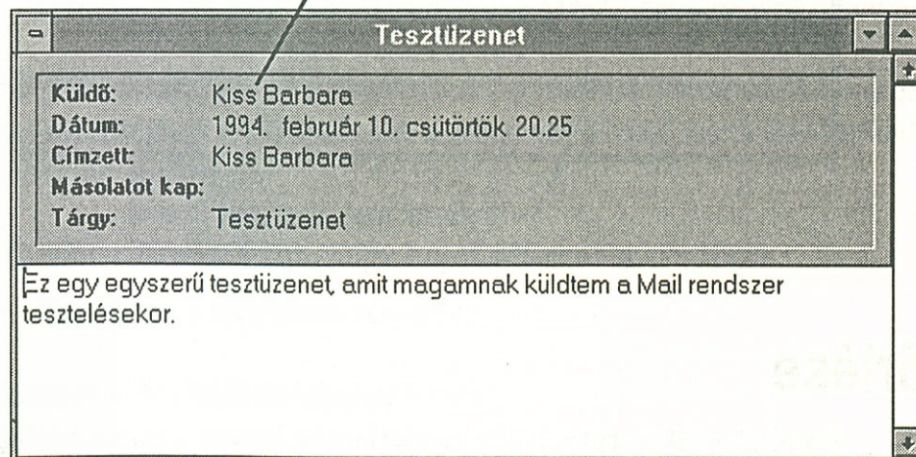 Tesztüzenet
Küldő: Kiss Barbara
Dátum: 1994. február 10. csütörtök 20.25
Címzett: Kiss Barbara
Másolatot kap:
Tárgy: Tesztüzenet
Ez egy egyszerű tesztüzenet, amit magamnak küldtem a Mail rendszer
tesztelésekor.